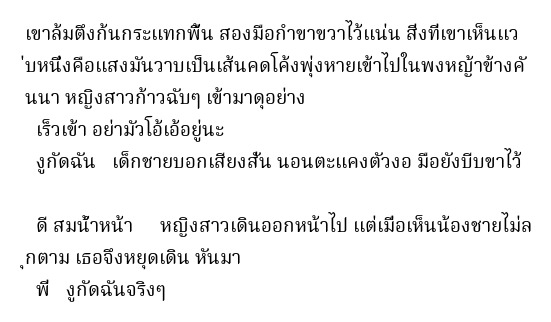 เขาล้มตึงก้นกระแทกพื้น สองมือกำขาขวาไว้แน่น สิ่งที่เขาเห็นแว
่บหนึ่งคือแสงมันวาบเป็นเส้นคดโค้งพุ่งหายเข้าไปในพงหญ้าข้างคั
นนา หญิงสาวก้าวฉับๆ เข้ามาดุอย่าง
เร็วเข้า อย่ามัวโอ้เอ้อยู่นะ
งูกัดฉัน เด็กชายบอกเสียงสั่น นอนตะแคงตัวงอ มือยังบีบขาไว้
ดี สมน้ำหน้า หญิงสาวเดินออกหน้าไป แต่เมื่อเห็นน้องชายไม่ล
ุกตาม เธอจึงหยุดเดิน หันมา
พี่ งูกัดฉันจริงๆ